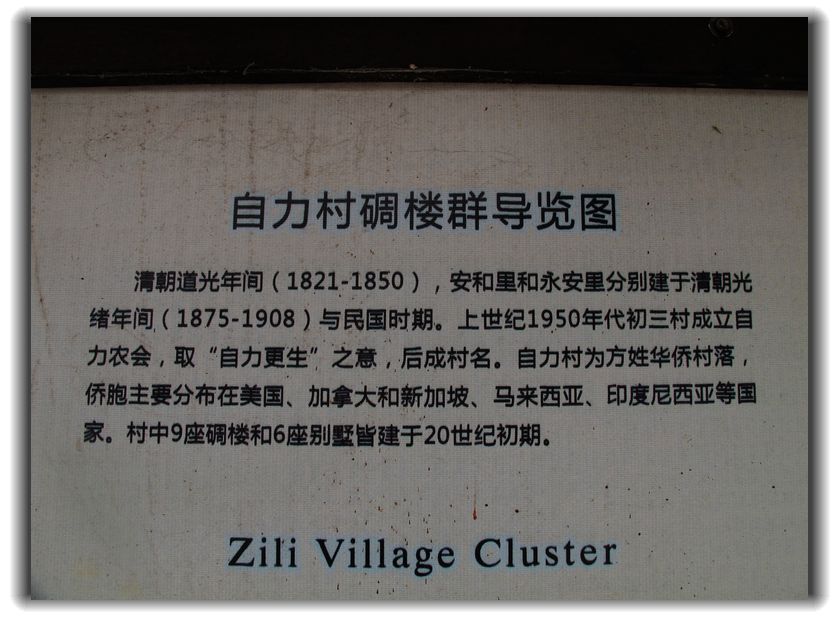 自力村碉楼群导览图
清朝道光年间（1821-1850），安和里和永安里分别建于清朝光
绪年间（1875-1908）与民国时期。上世纪1950年代初三村成立自
力农会，取“自力更生”之意，后成村名。自力村为方姓华侨村落，
侨胞主要分布在美国、加拿大和新加坡、马来西亚、印度尼西亚等国
家。村中9座碉楼和6座别墅皆建于20世纪初期。
Zili Village Cluster